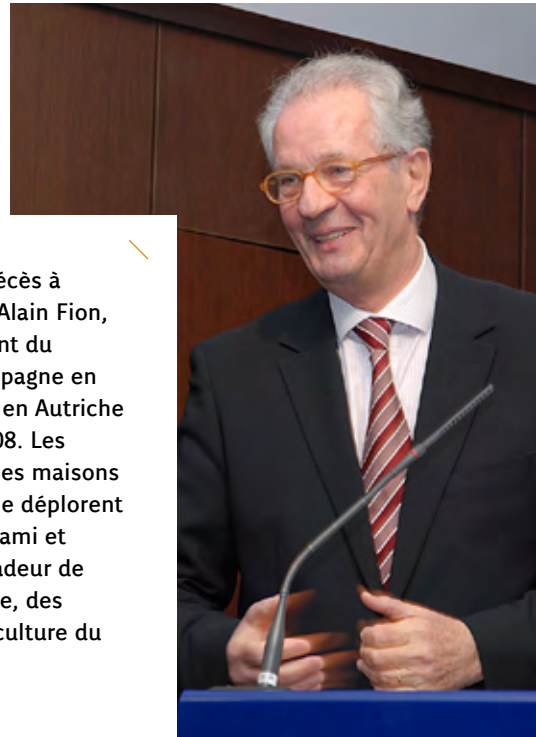 écès à
Alain Fion,
nt du
pagne en
en Autriche
08. Les
es maisons
e déplorent
ami et
adeur de
e, des
culture du